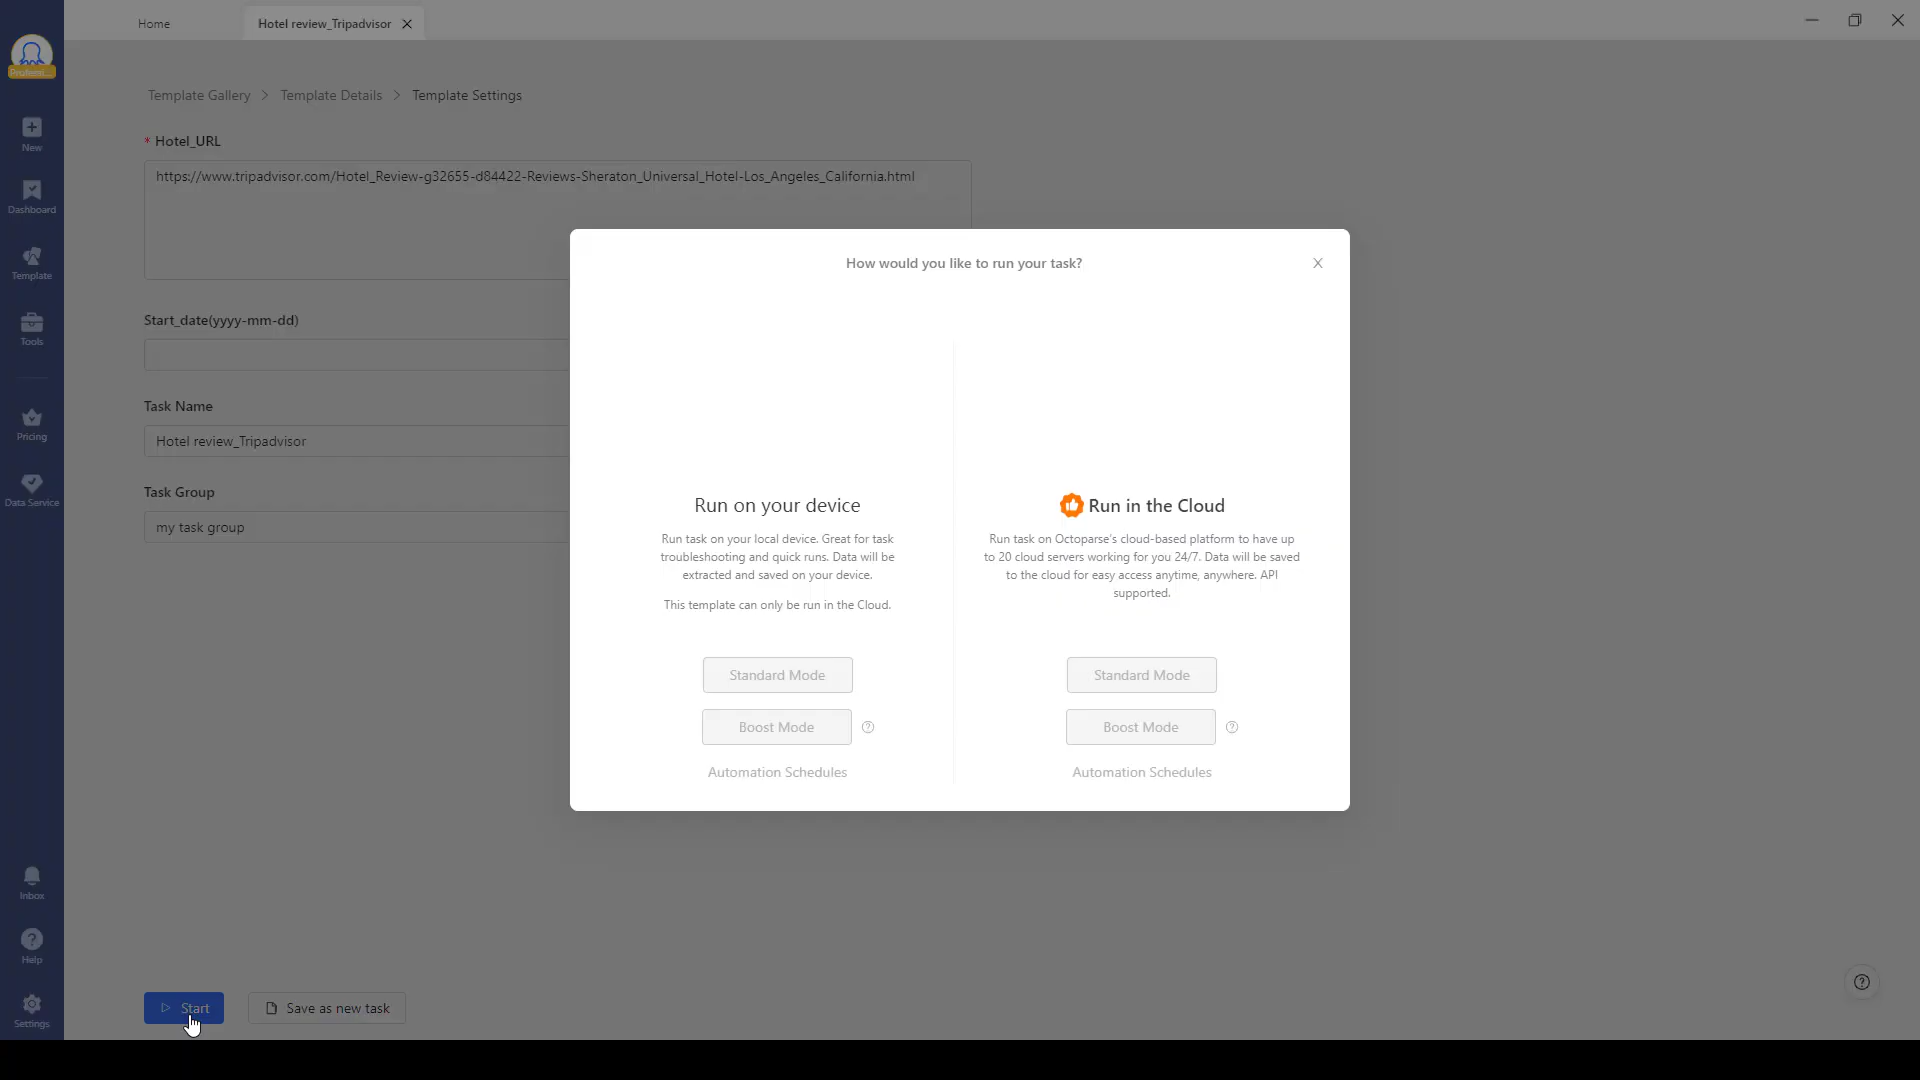 Home
Hotel review_Tripadvisor
New
Dashboard
Template
Tools
Pricing
Data Service
Inbox
Help
Settings
Template Gallery > Template Details > Template Settings
* Hotel_URL
https://www.tripadvisor.com/Hotel_Review-g32655-d84422-Reviews-Sheraton_Universal_Hotel-Los_Angeles_California.html
Start_date(yyyy-mm-dd)
Task Name
Hotel review_Tripadvisor
Task Group
my task group
Start
Save as new task
How would you like to run your task?
X
Run on your device
Run task on your local device. Great for task
troubleshooting and quick runs. Data will be
extracted and saved on your device.
This template can only be run in the Cloud.
Standard Mode
Boost Mode
Automation Schedules
Run in the Cloud
Run task on Octoparse's cloud-based platform to have up
to 20 cloud servers working for you 24/7. Data will be saved
to the cloud for easy access anytime, anywhere. API
supported.
Standard Mode
Boost Mode
Automation Schedules